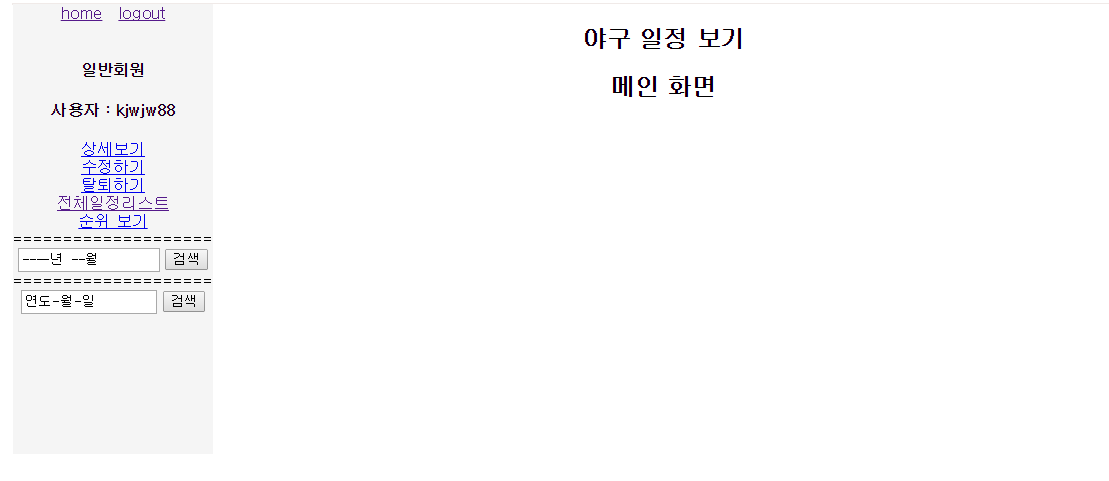 home logout
일반회원
사용자 : kjwjw88
상세보기
수정하기
탈퇴하기
전체일정리스트
순위 보기
====================
----년 --월 검색
====================
연도-월-일 검색
야구 일정 보기
메인 화면